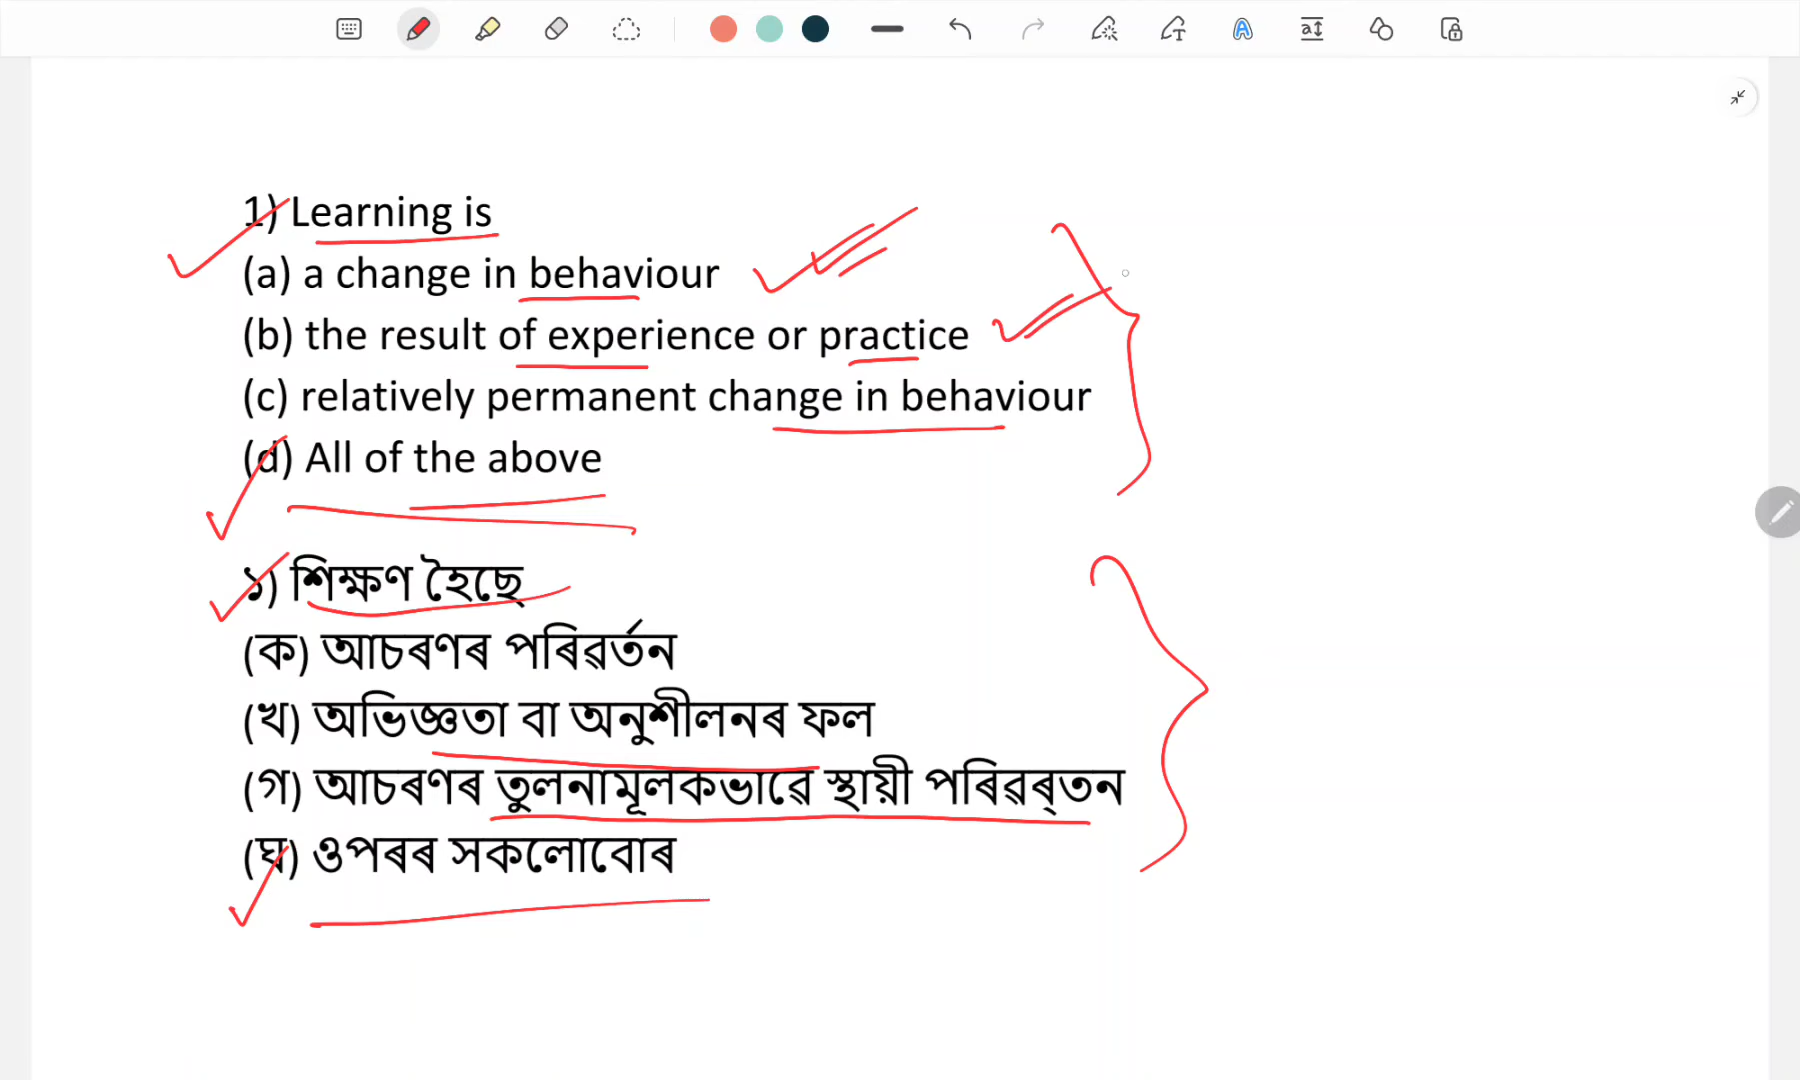 1) Learning is
(a) a change in behaviour
(b) the result of experience or practice
(c) relatively permanent change in behaviour
(d) All of the above
১) শিক্ষণ হৈছে
(ক) আচৰণৰ পৰিৱৰ্তন
(খ) অভিজ্ঞতা বা অনুশীলনৰ ফল
(গ) আচৰণৰ তুলনামূলকভাৱে স্থায়ী পৰিৱৰ্তন
(ঘ) ওপৰৰ সকলোবোৰ